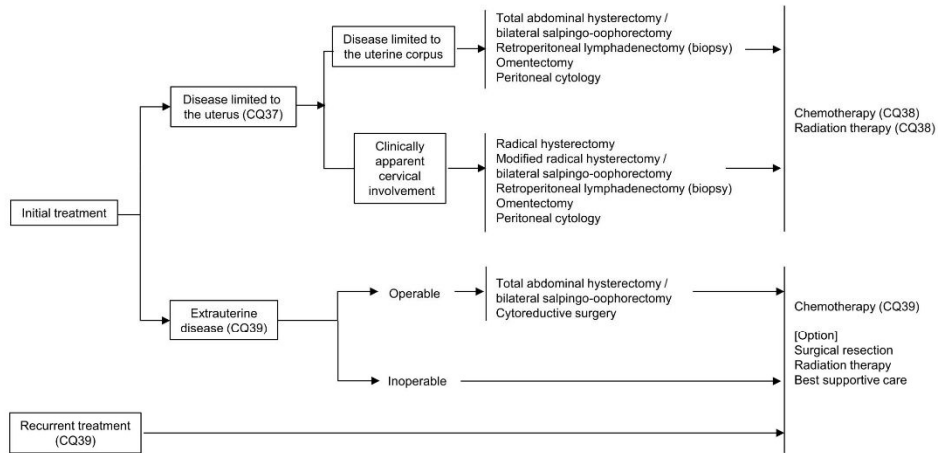 Initial treatment
Disease limited to
the uterus (CQ37)
Disease limited to
the uterine corpus
Total abdominal hysterectomy /
bilateral salpingo-oophorectomy
Retroperitoneal lymphadenectomy (biopsy)
Omentectomy
Peritoneal cytology
Clinically
apparent
cervical
involvement
Radical hysterectomy
Modified radical hysterectomy /
bilateral salpingo-oophorectomy
Retroperitoneal lymphadenectomy (biopsy)
Omentectomy
Peritoneal cytology
Chemotherapy (CQ38)
Radiation therapy (CQ38)
Extrauterine
disease (CQ39)
Operable
Total abdominal hysterectomy /
bilateral salpingo-oophorectomy
Cytoreductive surgery
Inoperable
Chemotherapy (CQ39)
[Option]
Surgical resection
Radiation therapy
Best supportive care
Recurrent treatment
(CQ39)